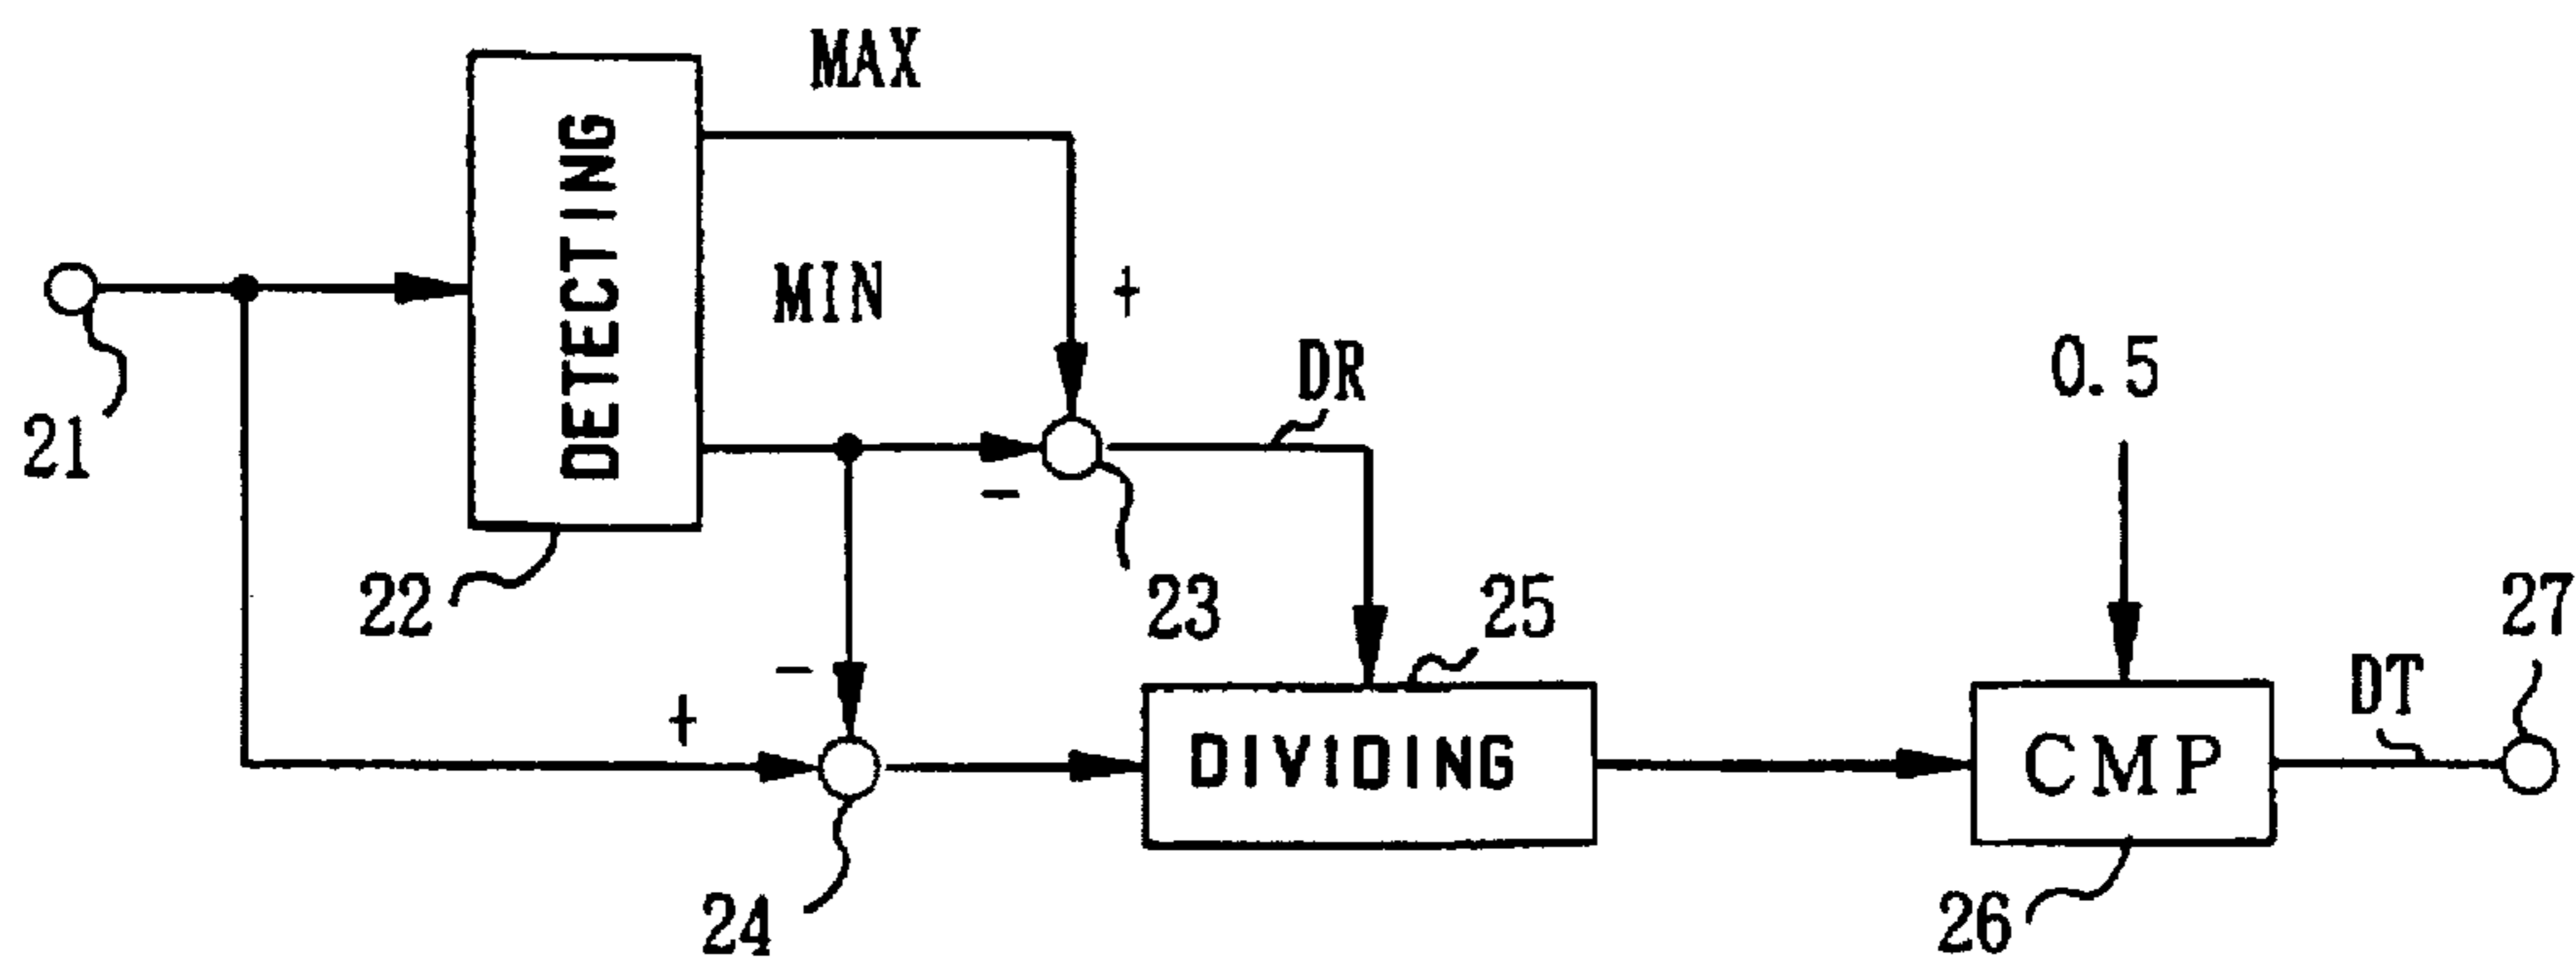 MAX
DETECTING
MIN
+
DR
0.5
21
-
22
23
25
27
-
DT
+
DIVIDING
CMP
24
26